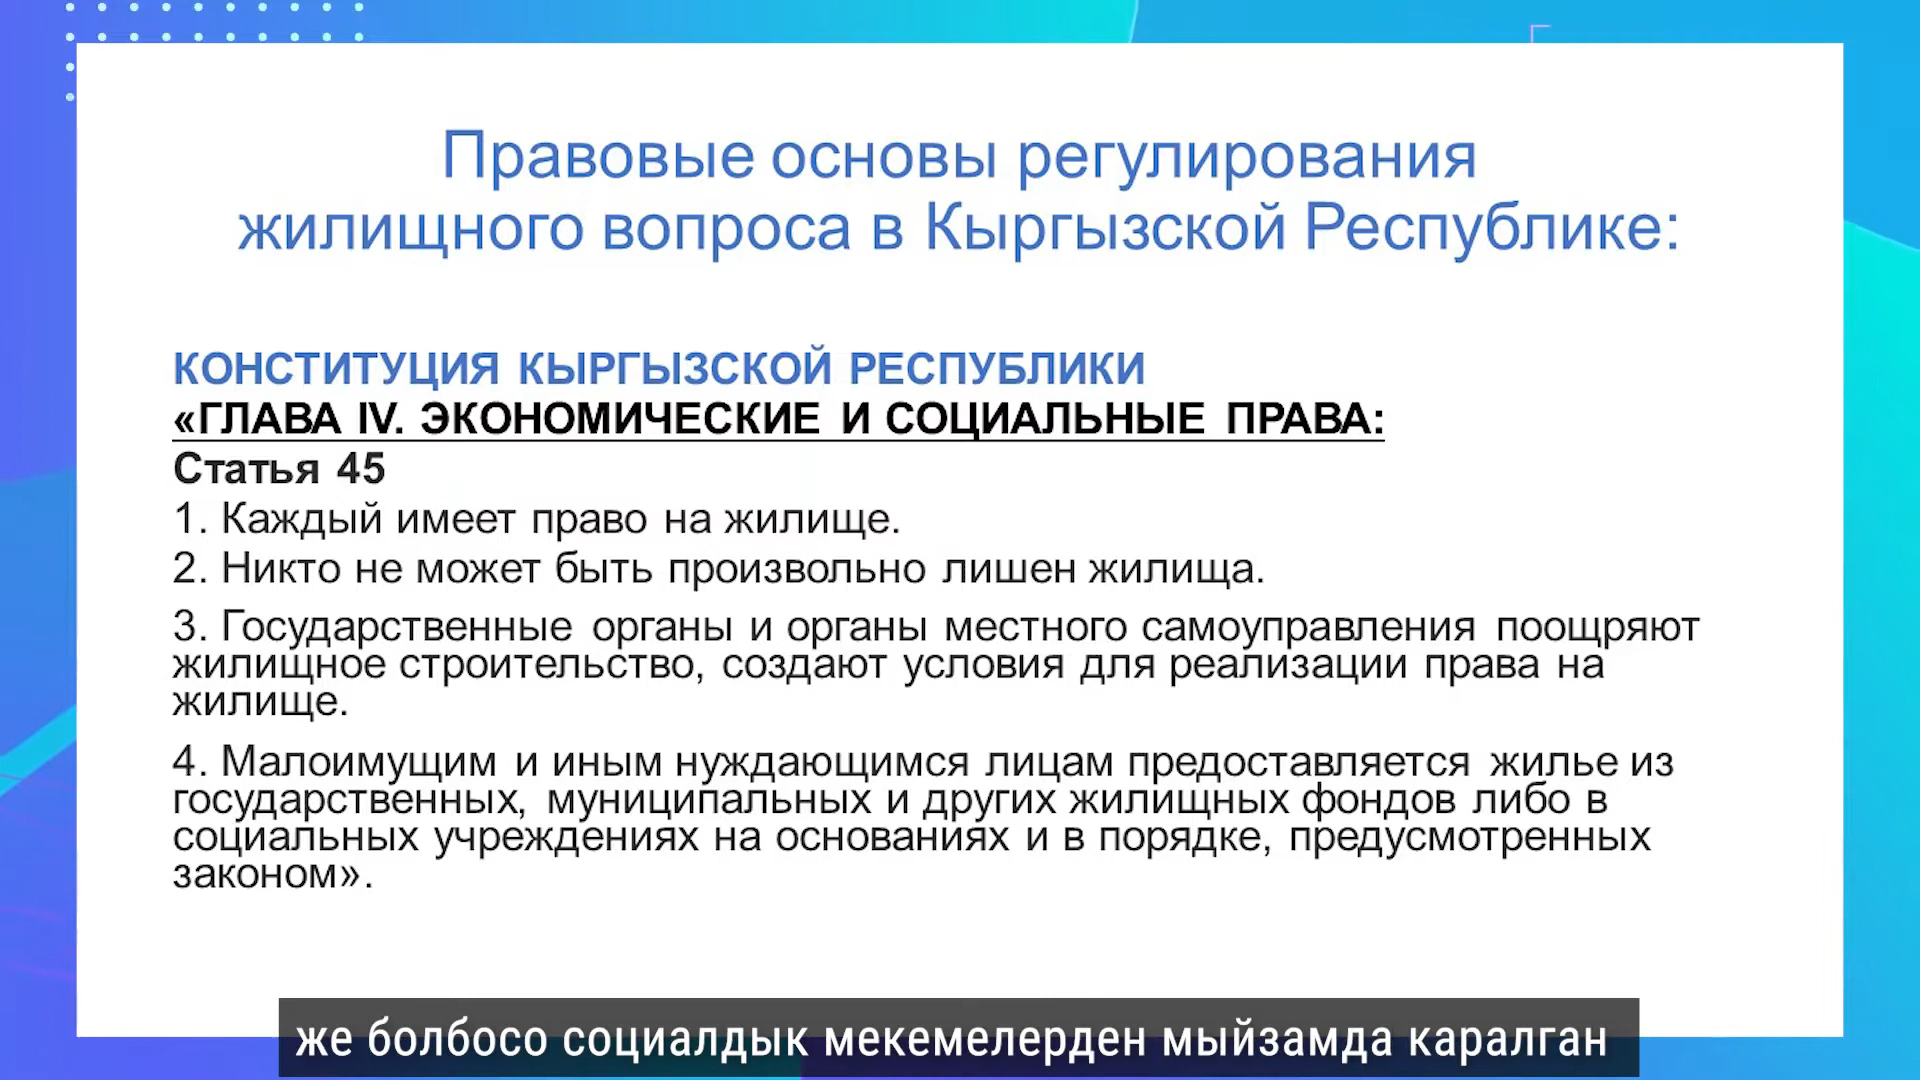 Правовые основы регулирования
жилищного вопроса в Кыргызской Республике:
КОНСТИТУЦИЯ КЫРГЫЗСКОЙ РЕСПУБЛИКИ
«ГЛАВА IV. ЭКОНОМИЧЕСКИЕ И СОЦИАЛЬНЫЕ ПРАВА:
Статья 45
1. Каждый имеет право на жилище.
2. Никто не может быть произвольно лишен жилища.
3. Государственные органы и органы местного самоуправления поощряют
жилищное строительство, создают условия для реализации права на
жилище.
4. Малоимущим и иным нуждающимся лицам предоставляется жилье из
государственных, муниципальных и других жилищных фондов либо в
социальных учреждениях на основаниях и в порядке, предусмотренных
законом».
же болбосо социалдык мекемелерден мыйзамда каралган